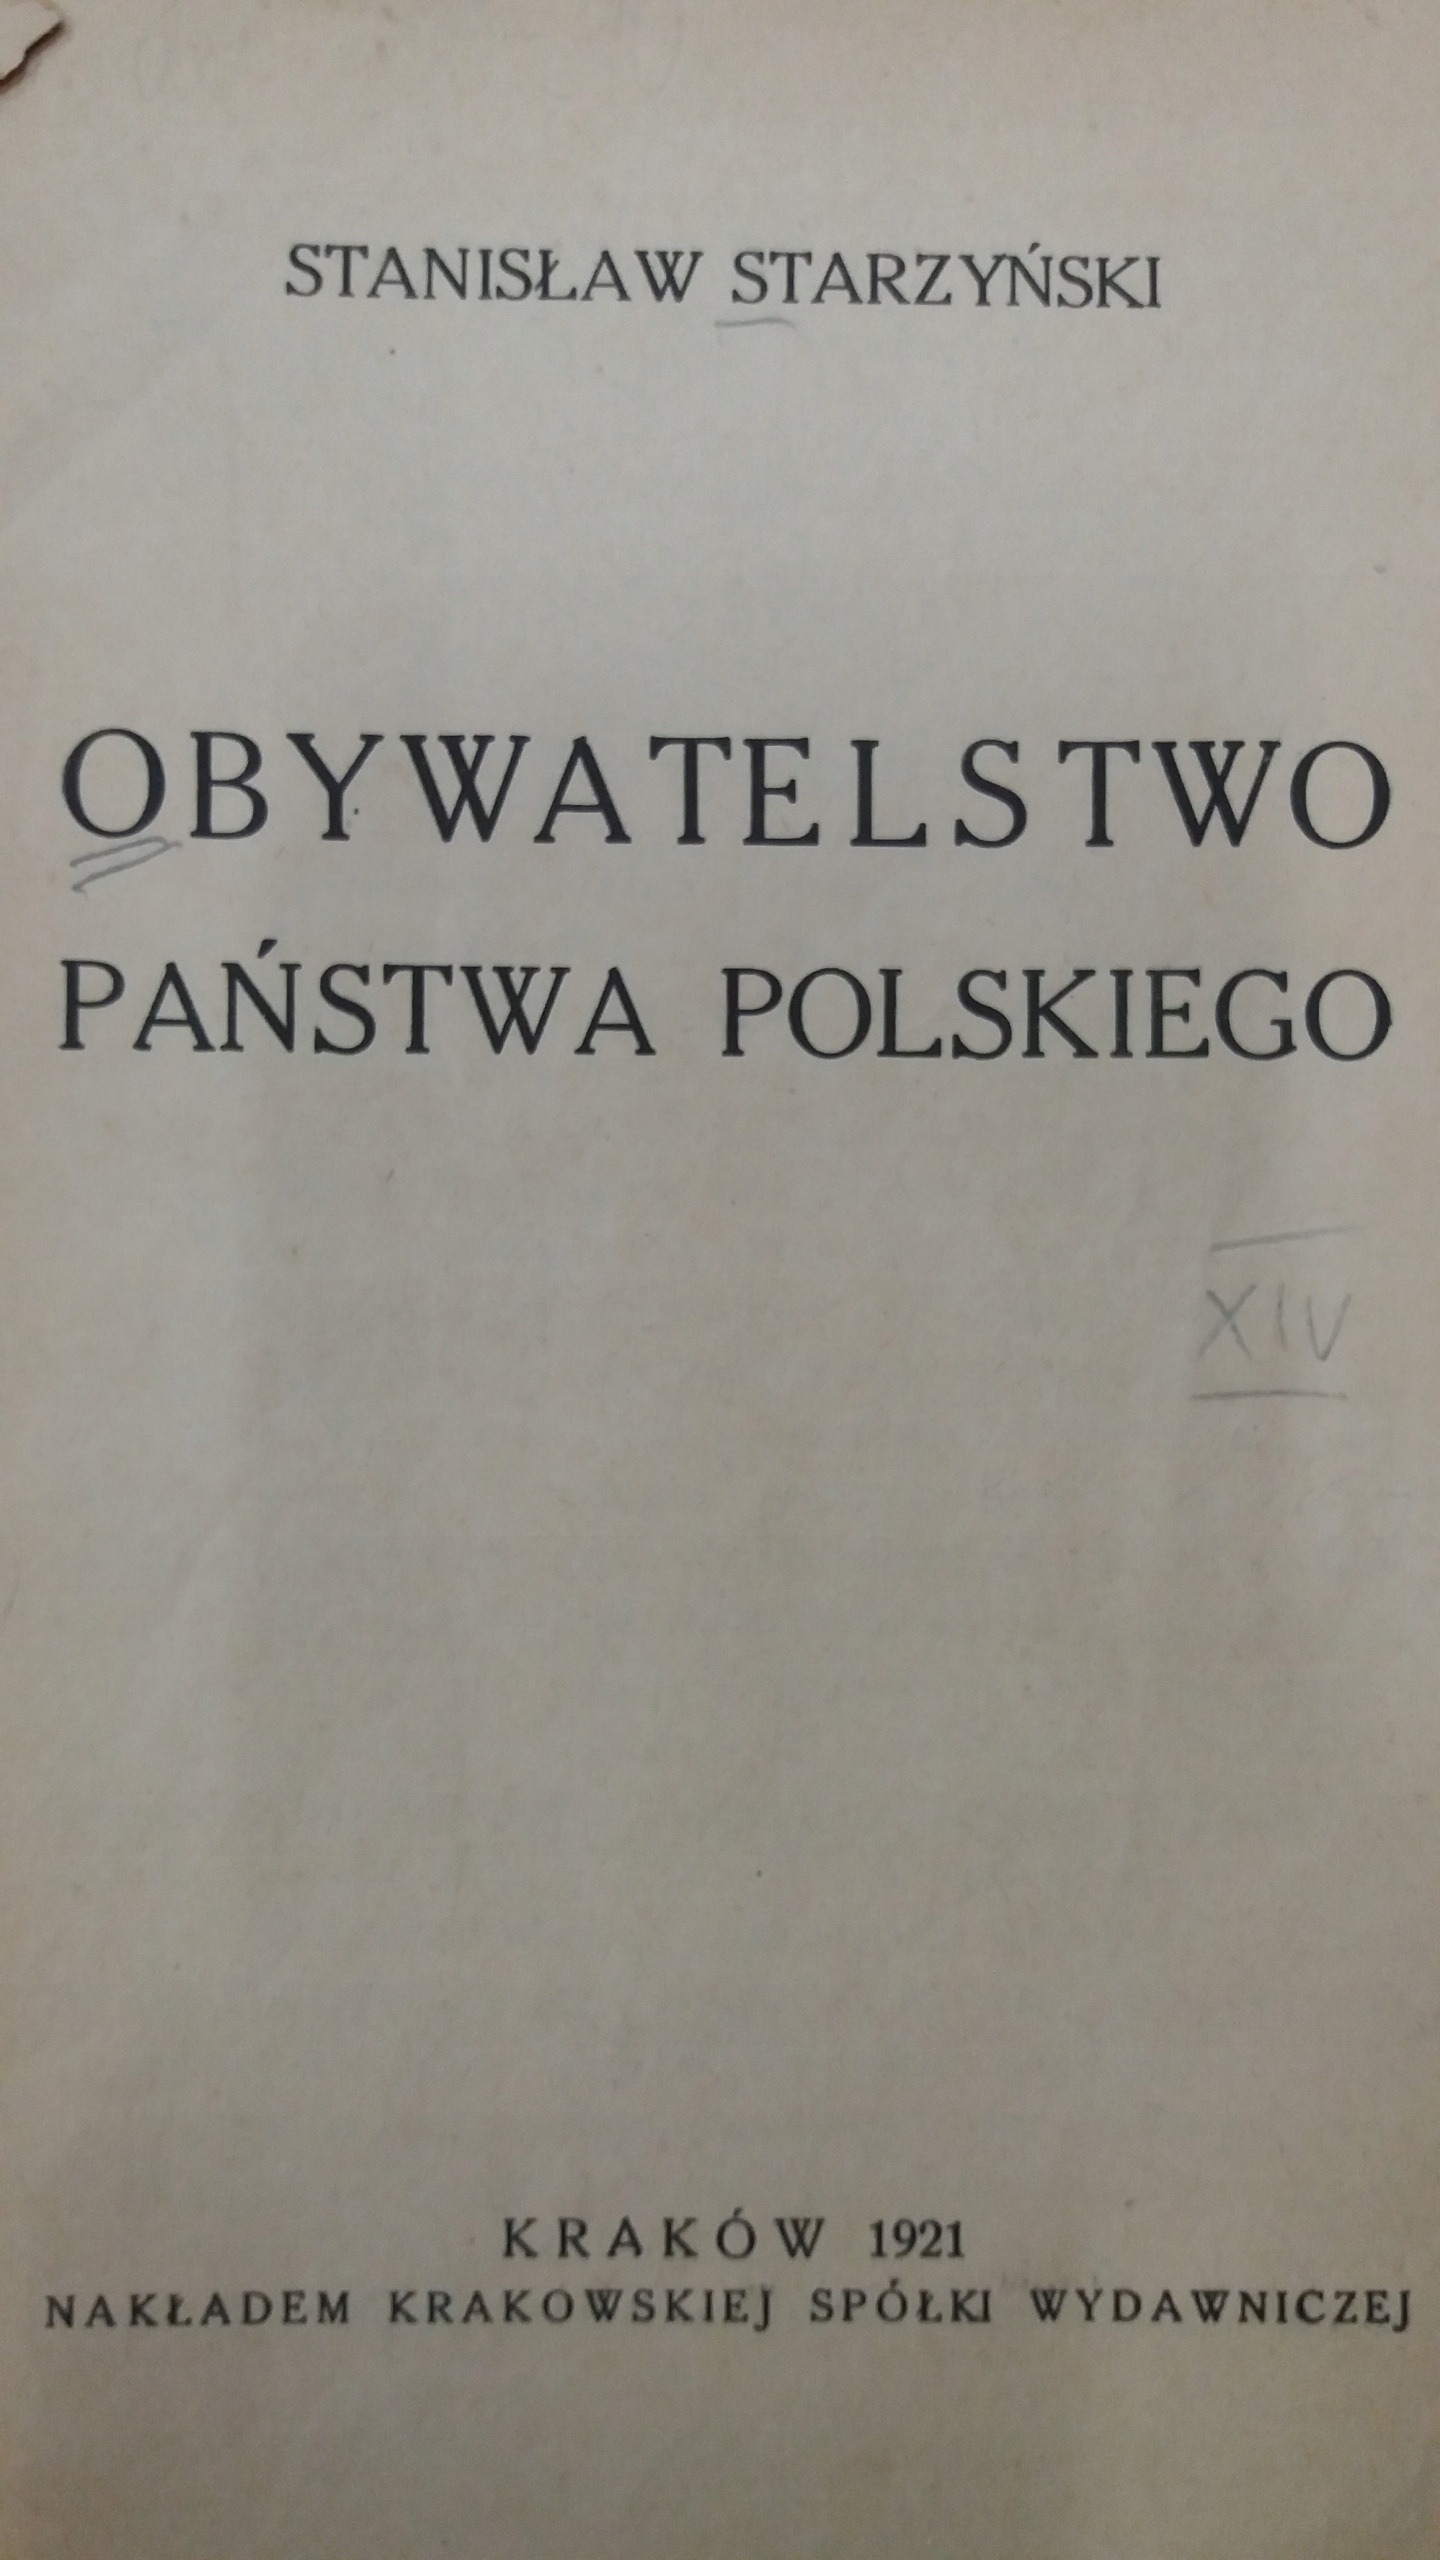 STANISŁAW STARZYŃSKI
OBYWATELSTWO
PAŃSTWA POLSKIEGO
XIV
KRAKÓW 1921
NAKŁADEM KRAKOWSKIEJ SPÓŁKI WYDAWNICZEJ